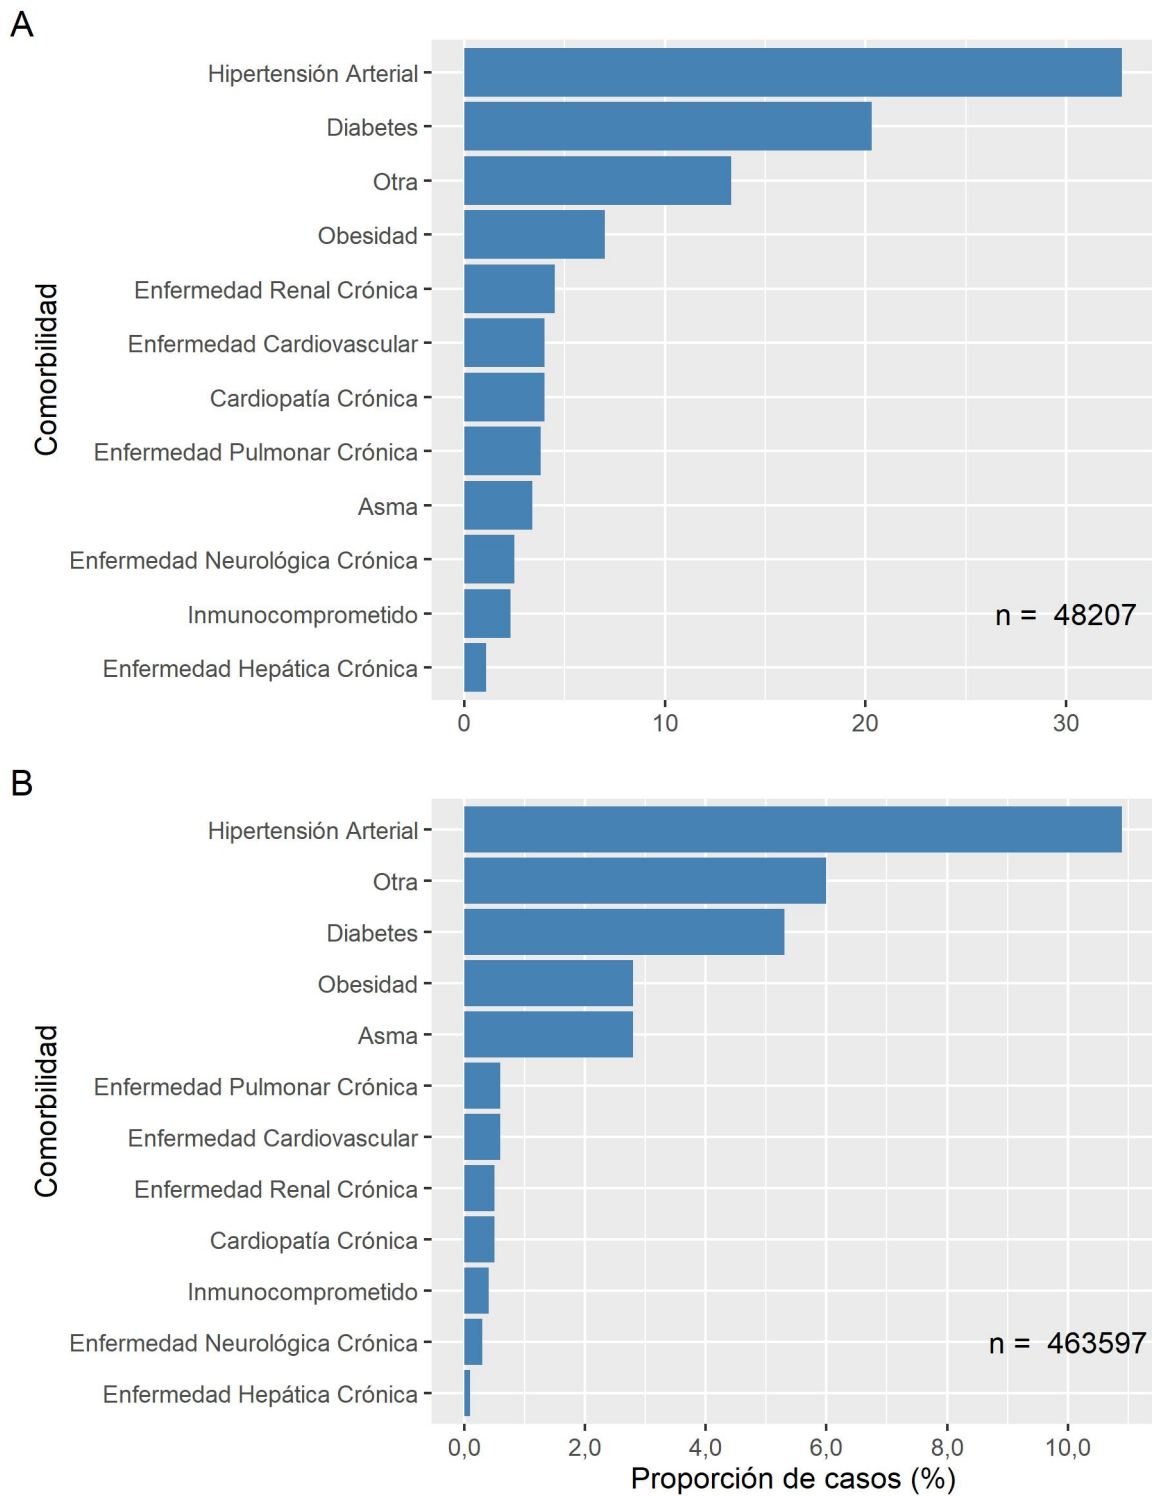 A
Hipertensión Arterial
Diabetes
Otra
Obesidad
Enfermedad Renal Crónica
Enfermedad Cardiovascular
Cardiopatía Crónica
Enfermedad Pulmonar Crónica
Asma
Enfermedad Neurológica Crónica
Inmunocomprometido
Enfermedad Hepática Crónica
Comorbilidad
n = 48207
0 10 20 30
B
Hipertensión Arterial
Otra
Diabetes
Obesidad
Asma
Enfermedad Pulmonar Crónica
Enfermedad Cardiovascular
Enfermedad Renal Crónica
Cardiopatía Crónica
Inmunocomprometido
Enfermedad Neurológica Crónica
Enfermedad Hepática Crónica
Comorbilidad
n = 463597
0,0 2,0 4,0 6,0 8,0 10,0
Proporción de casos (%)